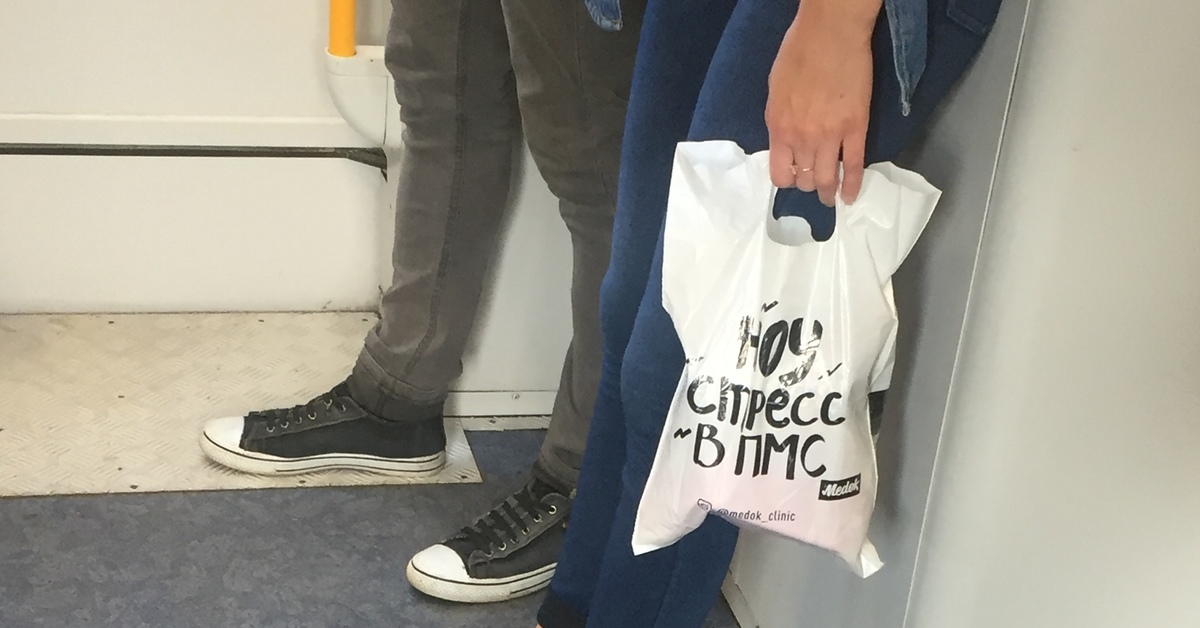 Ноу
стресс
в ПМС
Medok
@medok_clinic